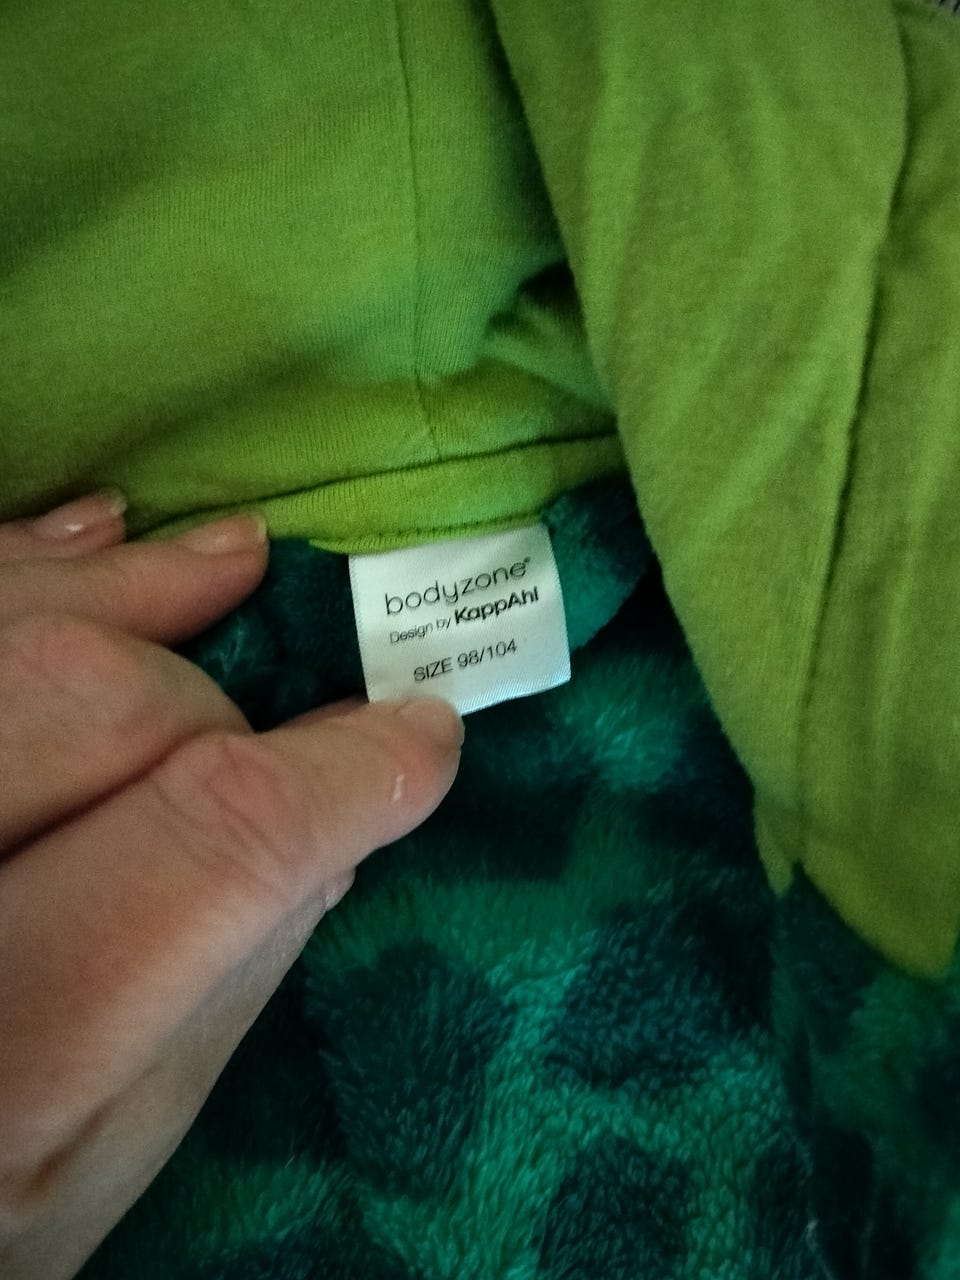 bodyzone®
Design by KappAhl
SIZE 98/104